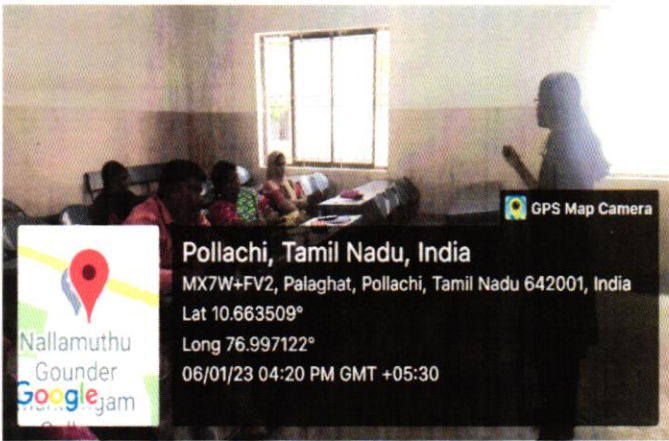 GPS Map Camera
Pollachi, Tamil Nadu, India
MX7W+FV2, Palaghat, Pollachi, Tamil Nadu 642001, India
Lat 10.663509°
Long 76.997122°
06/01/23 04:20 PM GMT +05:30
Nallamuthu
Gounder
Google